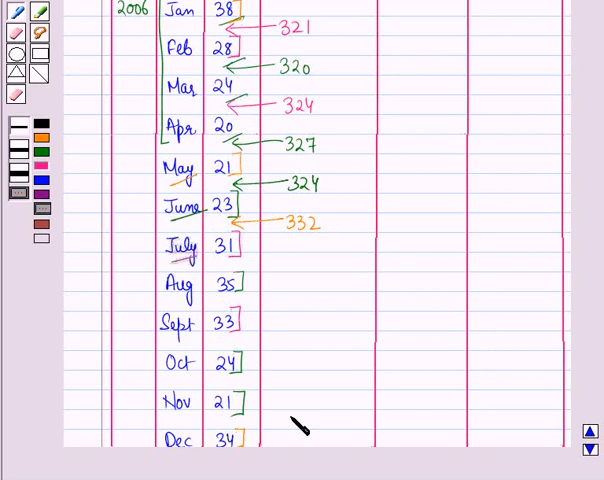 2006 Jan 38
321
Feb 28
320
Mar 24
324
Apr 20
327
May 21
324
June 23
332
July 31
Aug 35
Sept 33
Oct 24
Nov 21
Dec 34